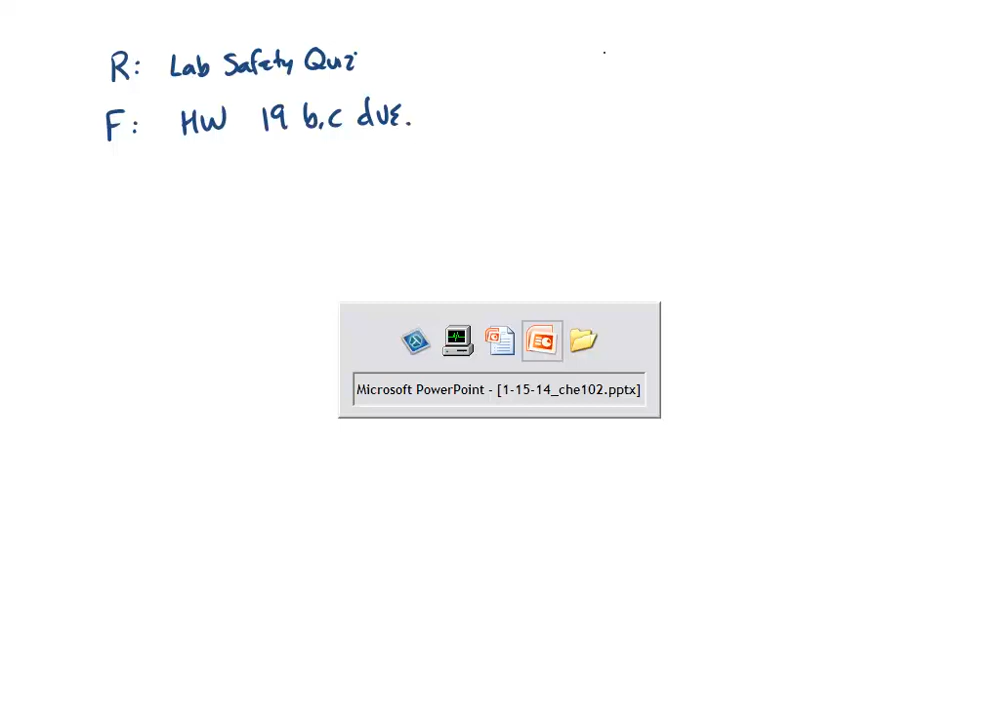 R: Lab Safety Quiz
F: HW 19 b,c due.
Microsoft PowerPoint - [1-15-14_che102.pptx]